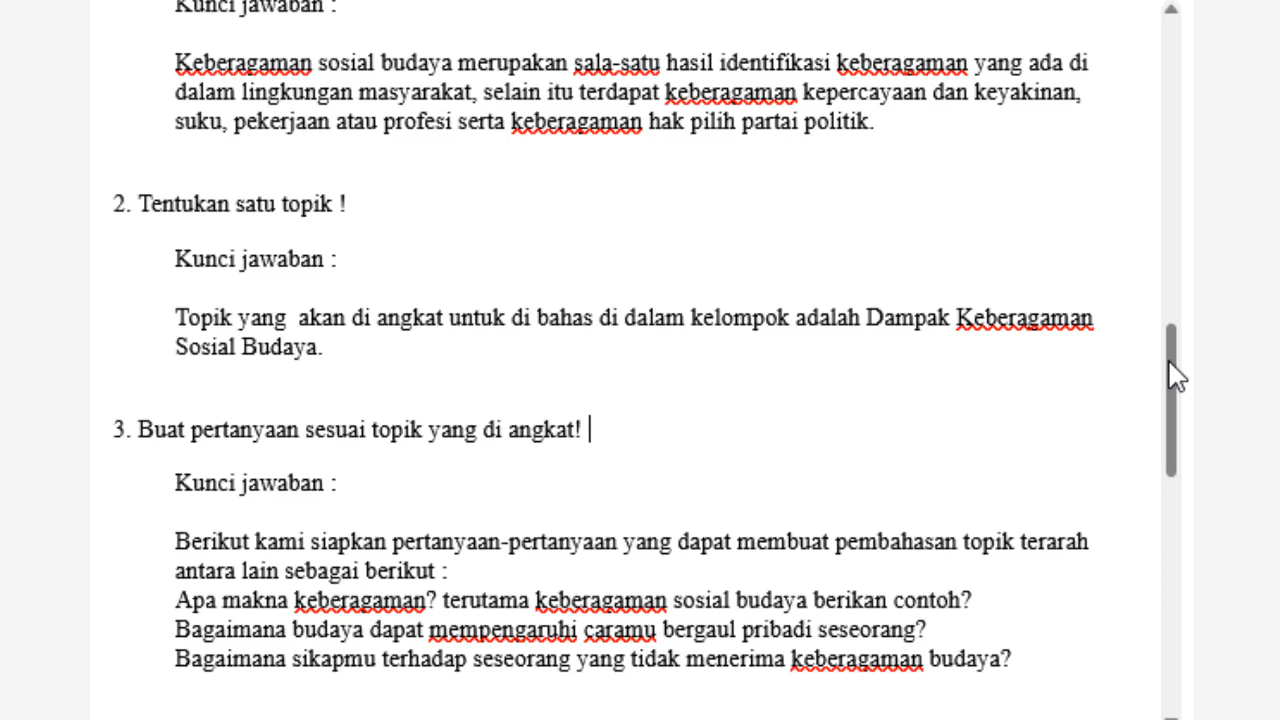 Kunci jawaban :
Keberagaman sosial budaya merupakan sala-satu hasil identifikasi keberagaman yang ada di
dalam lingkungan masyarakat, selain itu terdapat keberagaman kepercayaan dan keyakinan,
suku, pekerjaan atau profesi serta keberagaman hak pilih partai politik.
2. Tentukan satu topik !
Kunci jawaban :
Topik yang  akan di angkat untuk di bahas di dalam kelompok adalah Dampak Keberagaman
Sosial Budaya.
3. Buat pertanyaan sesuai topik yang di angkat!
Kunci jawaban :
Berikut kami siapkan pertanyaan-pertanyaan yang dapat membuat pembahasan topik terarah
antara lain sebagai berikut :
Apa makna keberagaman? terutama keberagaman sosial budaya berikan contoh?
Bagaimana budaya dapat mempengaruhi caramu bergaul pribadi seseorang?
Bagaimana sikapmu terhadap seseorang yang tidak menerima keberagaman budaya?